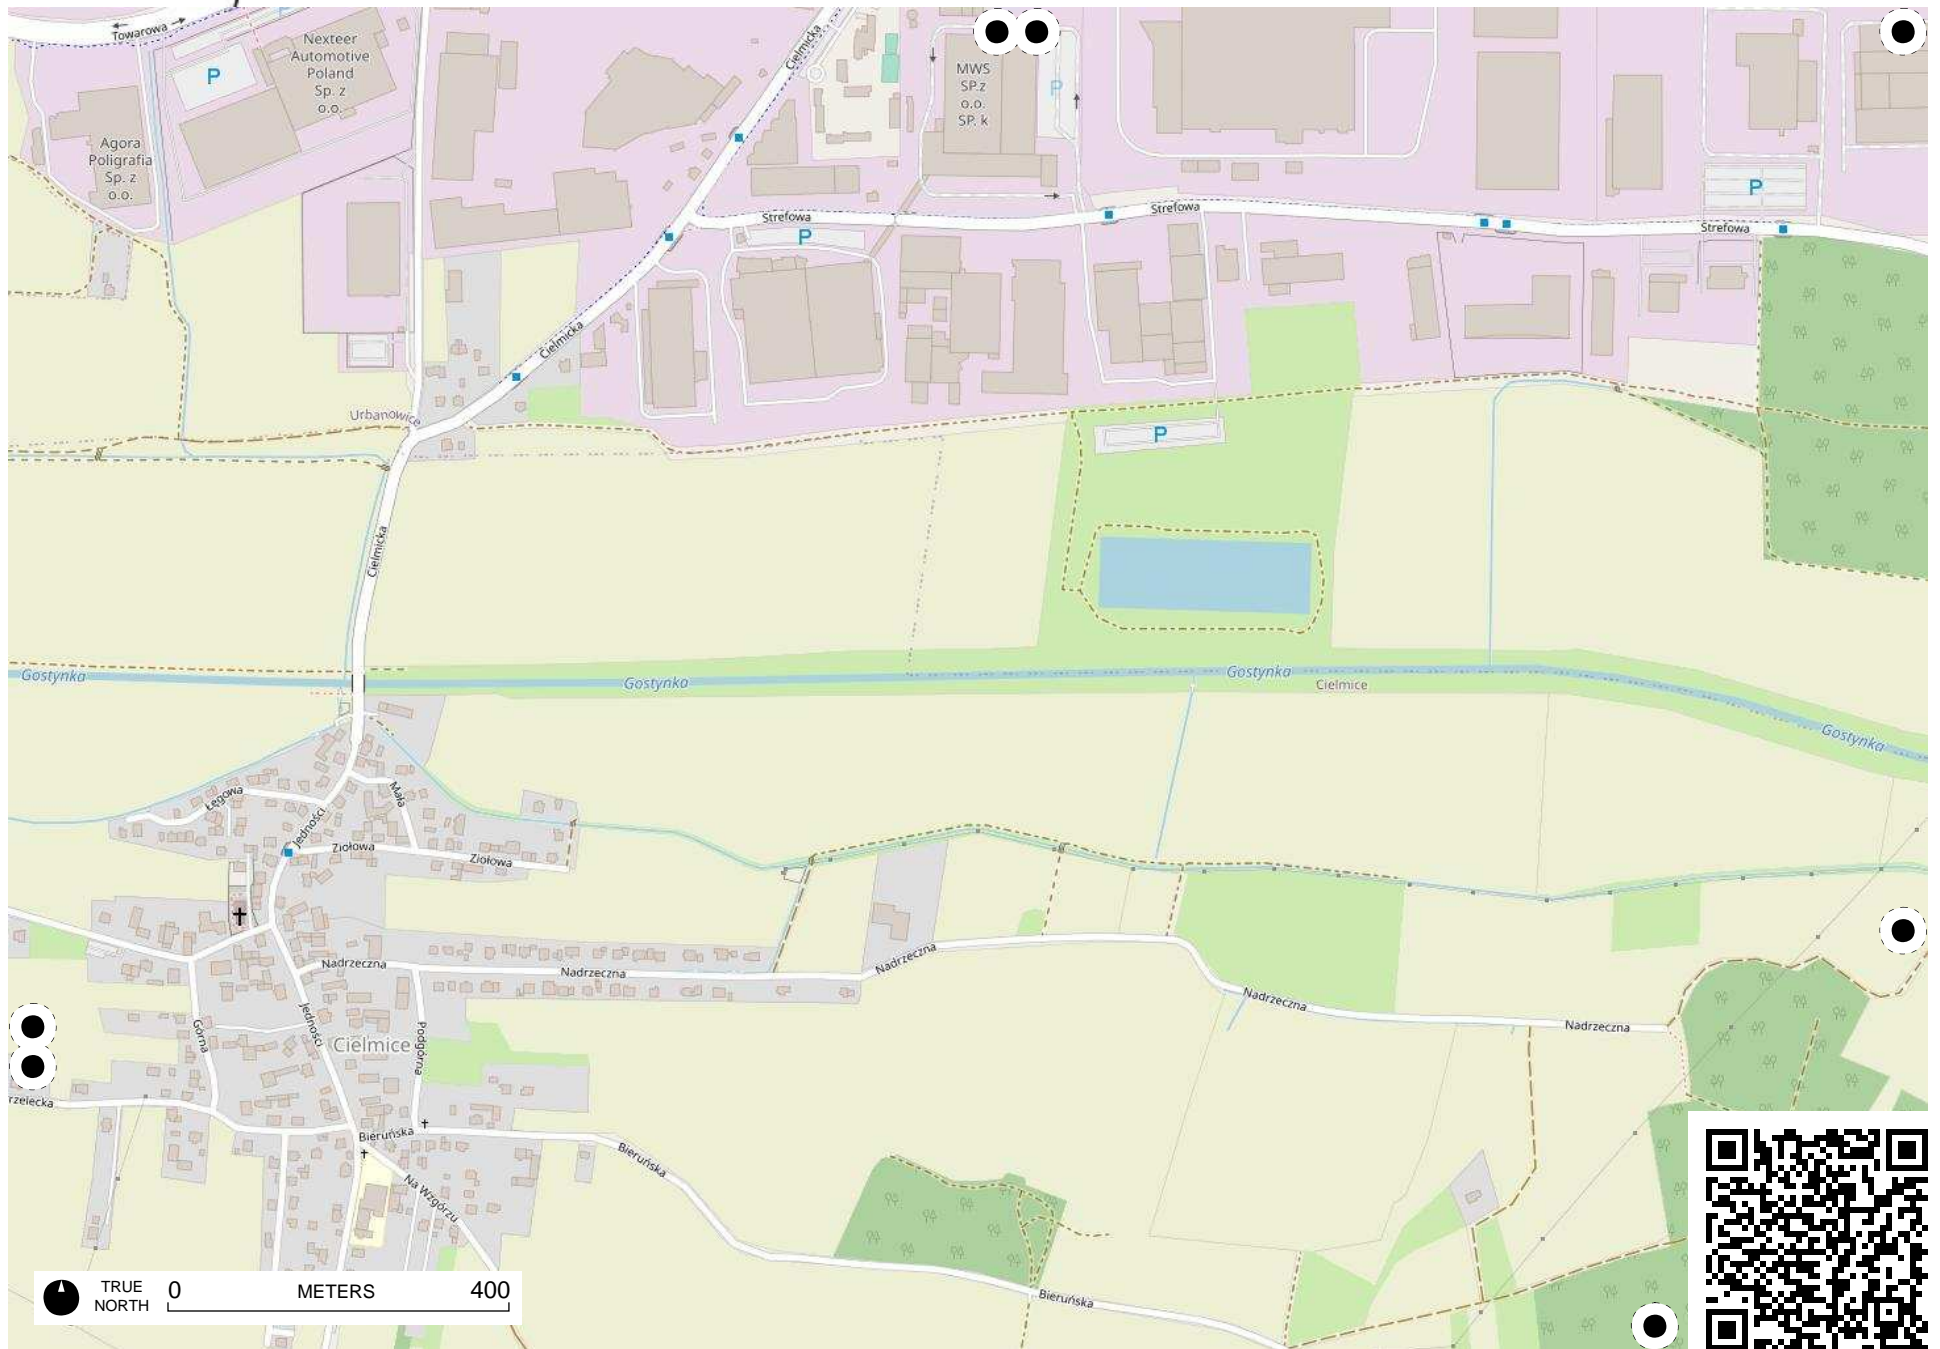 Towarowa
Nexteer
Automotive
Poland
Sp. z
o.o.
P
P
Cielmicka
MWS
SP.z
o.o.
SP. k
P
Agora
Poligrafia
Sp. z
o.o.
P
Strefowa
Strefowa
Strefowa
P
Cielmicka
Urbanowice
P
Cielmicka
Gostynka
Gostynka
Gostynka
Cielmice
Gostynka
Łęgowa
Mała
Jedności
Ziołowa
Ziołowa
Nadrzeczna
Nadrzeczna
Nadrzeczna
Nadrzeczna
Nadrzeczna
Górna
Jedności
Podgórna
Cielmice
rzelecka
Bieruńska
Bieruńska
Na Wzgórzu
Bieruńska
TRUE
NORTH
0 METERS 400